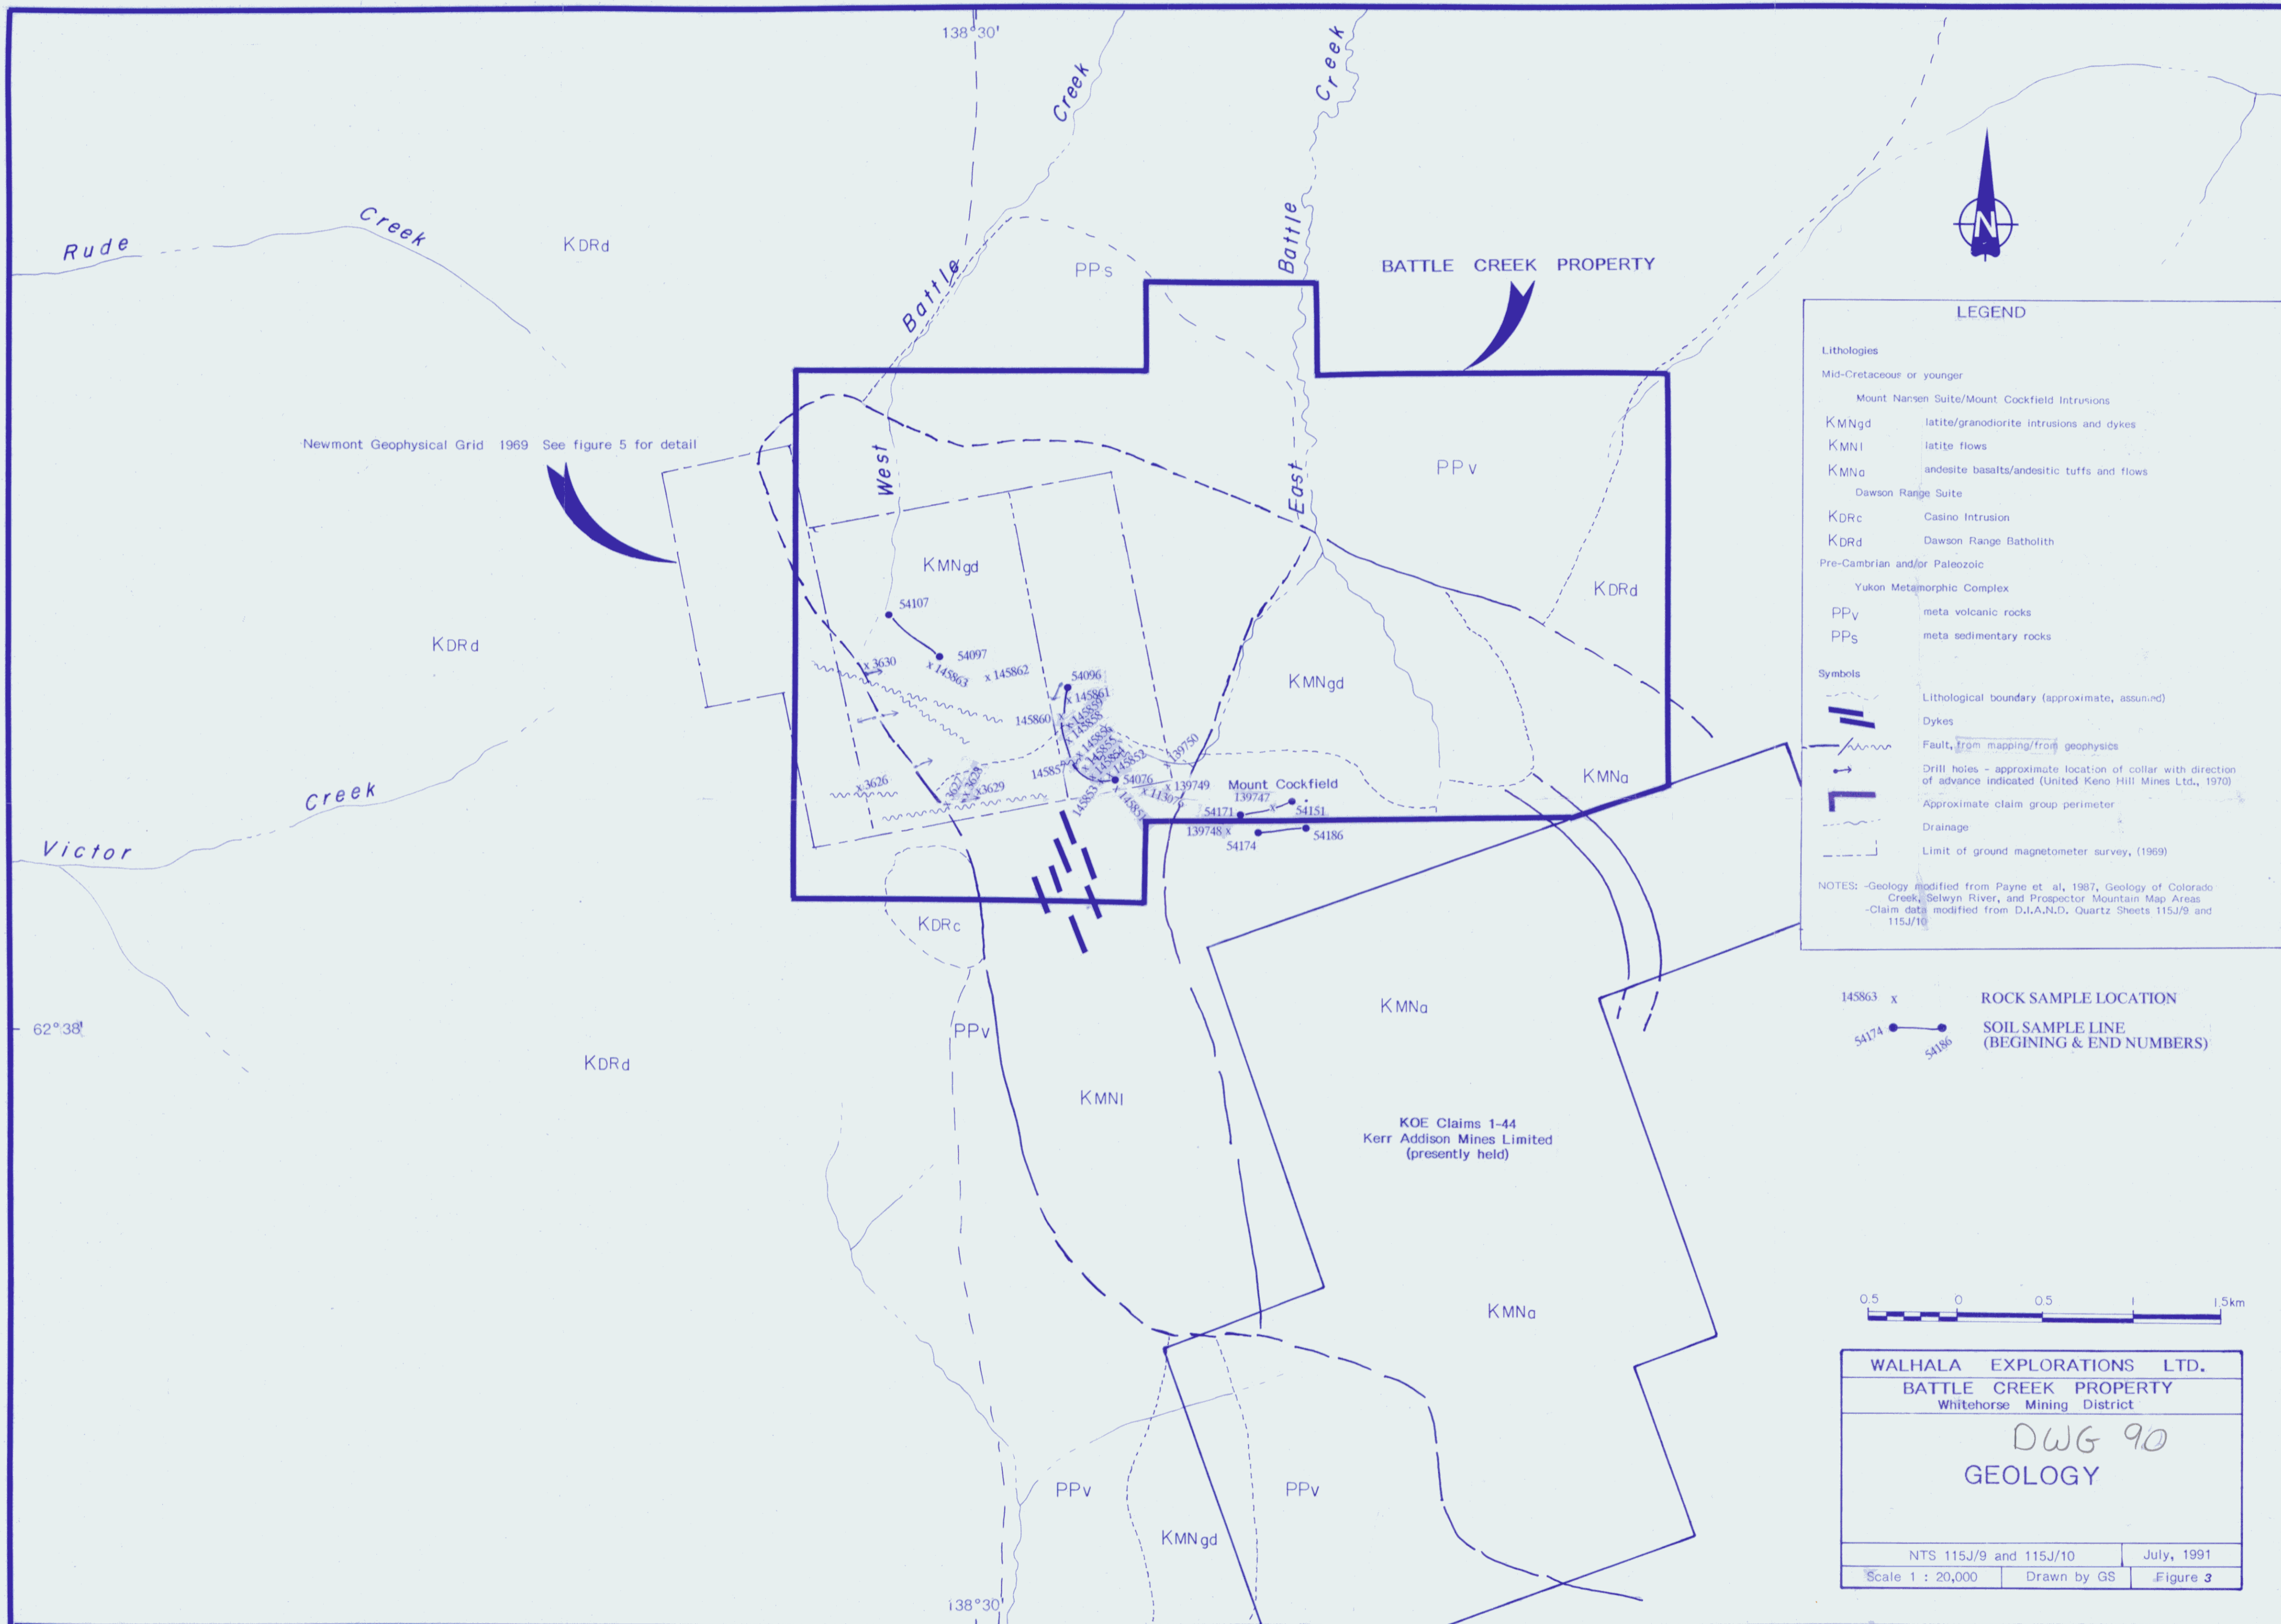 138°30'
Creek
Creek
Rude
Creek
KDRd
Battle
PPs
Battle
BATTLE CREEK PROPERTY
N
Newmont Geophysical Grid 1969 See figure 5 for detail
West
East
PPv
KMNgd
KDRd
54107
54097
KDRd
x 3630
x 145863
x 145862
54096
x 145861
145860 x
KMNgd
x 139750
x 145852
54076
x 139749
145853
x 145851
x 3626
x 3629
Mount Cockfield
139747
x
KMNa
54171
54151
139748 x
54174
54186
Creek
Victor
KDRc
62°38'
PPv
KMNa
KDRd
KMNl
KOE Claims 1-44
Kerr Addison Mines Limited
(presently held)
KMNa
PPv
PPv
KMNgd
138°30'
LEGEND
Lithologies
Mid-Cretaceous or younger
Mount Nansen Suite/Mount Cockfield Intrusions
KMNgd latite/granodiorite intrusions and dykes
KMNl latite flows
KMNa andesite basalts/andesitic tuffs and flows
Dawson Range Suite
KDRc Casino Intrusion
KDRd Dawson Range Batholith
Pre-Cambrian and/or Paleozoic
Yukon Metamorphic Complex
PPv meta volcanic rocks
PPs meta sedimentary rocks
Symbols
Lithological boundary (approximate, assumed)
Dykes
Fault, from mapping/from geophysics
Drill holes - approximate location of collar with direction
of advance indicated (United Keno Hill Mines Ltd., 1970)
Approximate claim group perimeter
Drainage
Limit of ground magnetometer survey, (1969)
NOTES: -Geology modified from Payne et al, 1987, Geology of Colorado
Creek, Selwyn River, and Prospector Mountain Map Areas
-Claim data modified from D.I.A.N.D. Quartz Sheets 115J/9 and
115J/10
145863 x ROCK SAMPLE LOCATION
54174 54186 SOIL SAMPLE LINE
(BEGINING & END NUMBERS)
0.5 0 0.5 1 1.5km
WALHALA EXPLORATIONS LTD.
BATTLE CREEK PROPERTY
Whitehorse Mining District
DWG 90
GEOLOGY
NTS 115J/9 and 115J/10 July, 1991
Scale 1 : 20,000 Drawn by GS Figure 3